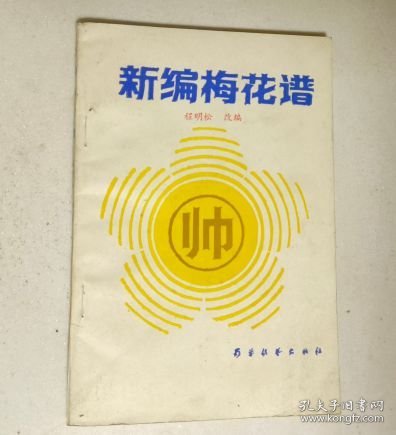 新编梅花谱
程明松 改编
帅
蜀蓉棋艺出版社
孔夫子旧书网
www.kongfz.com